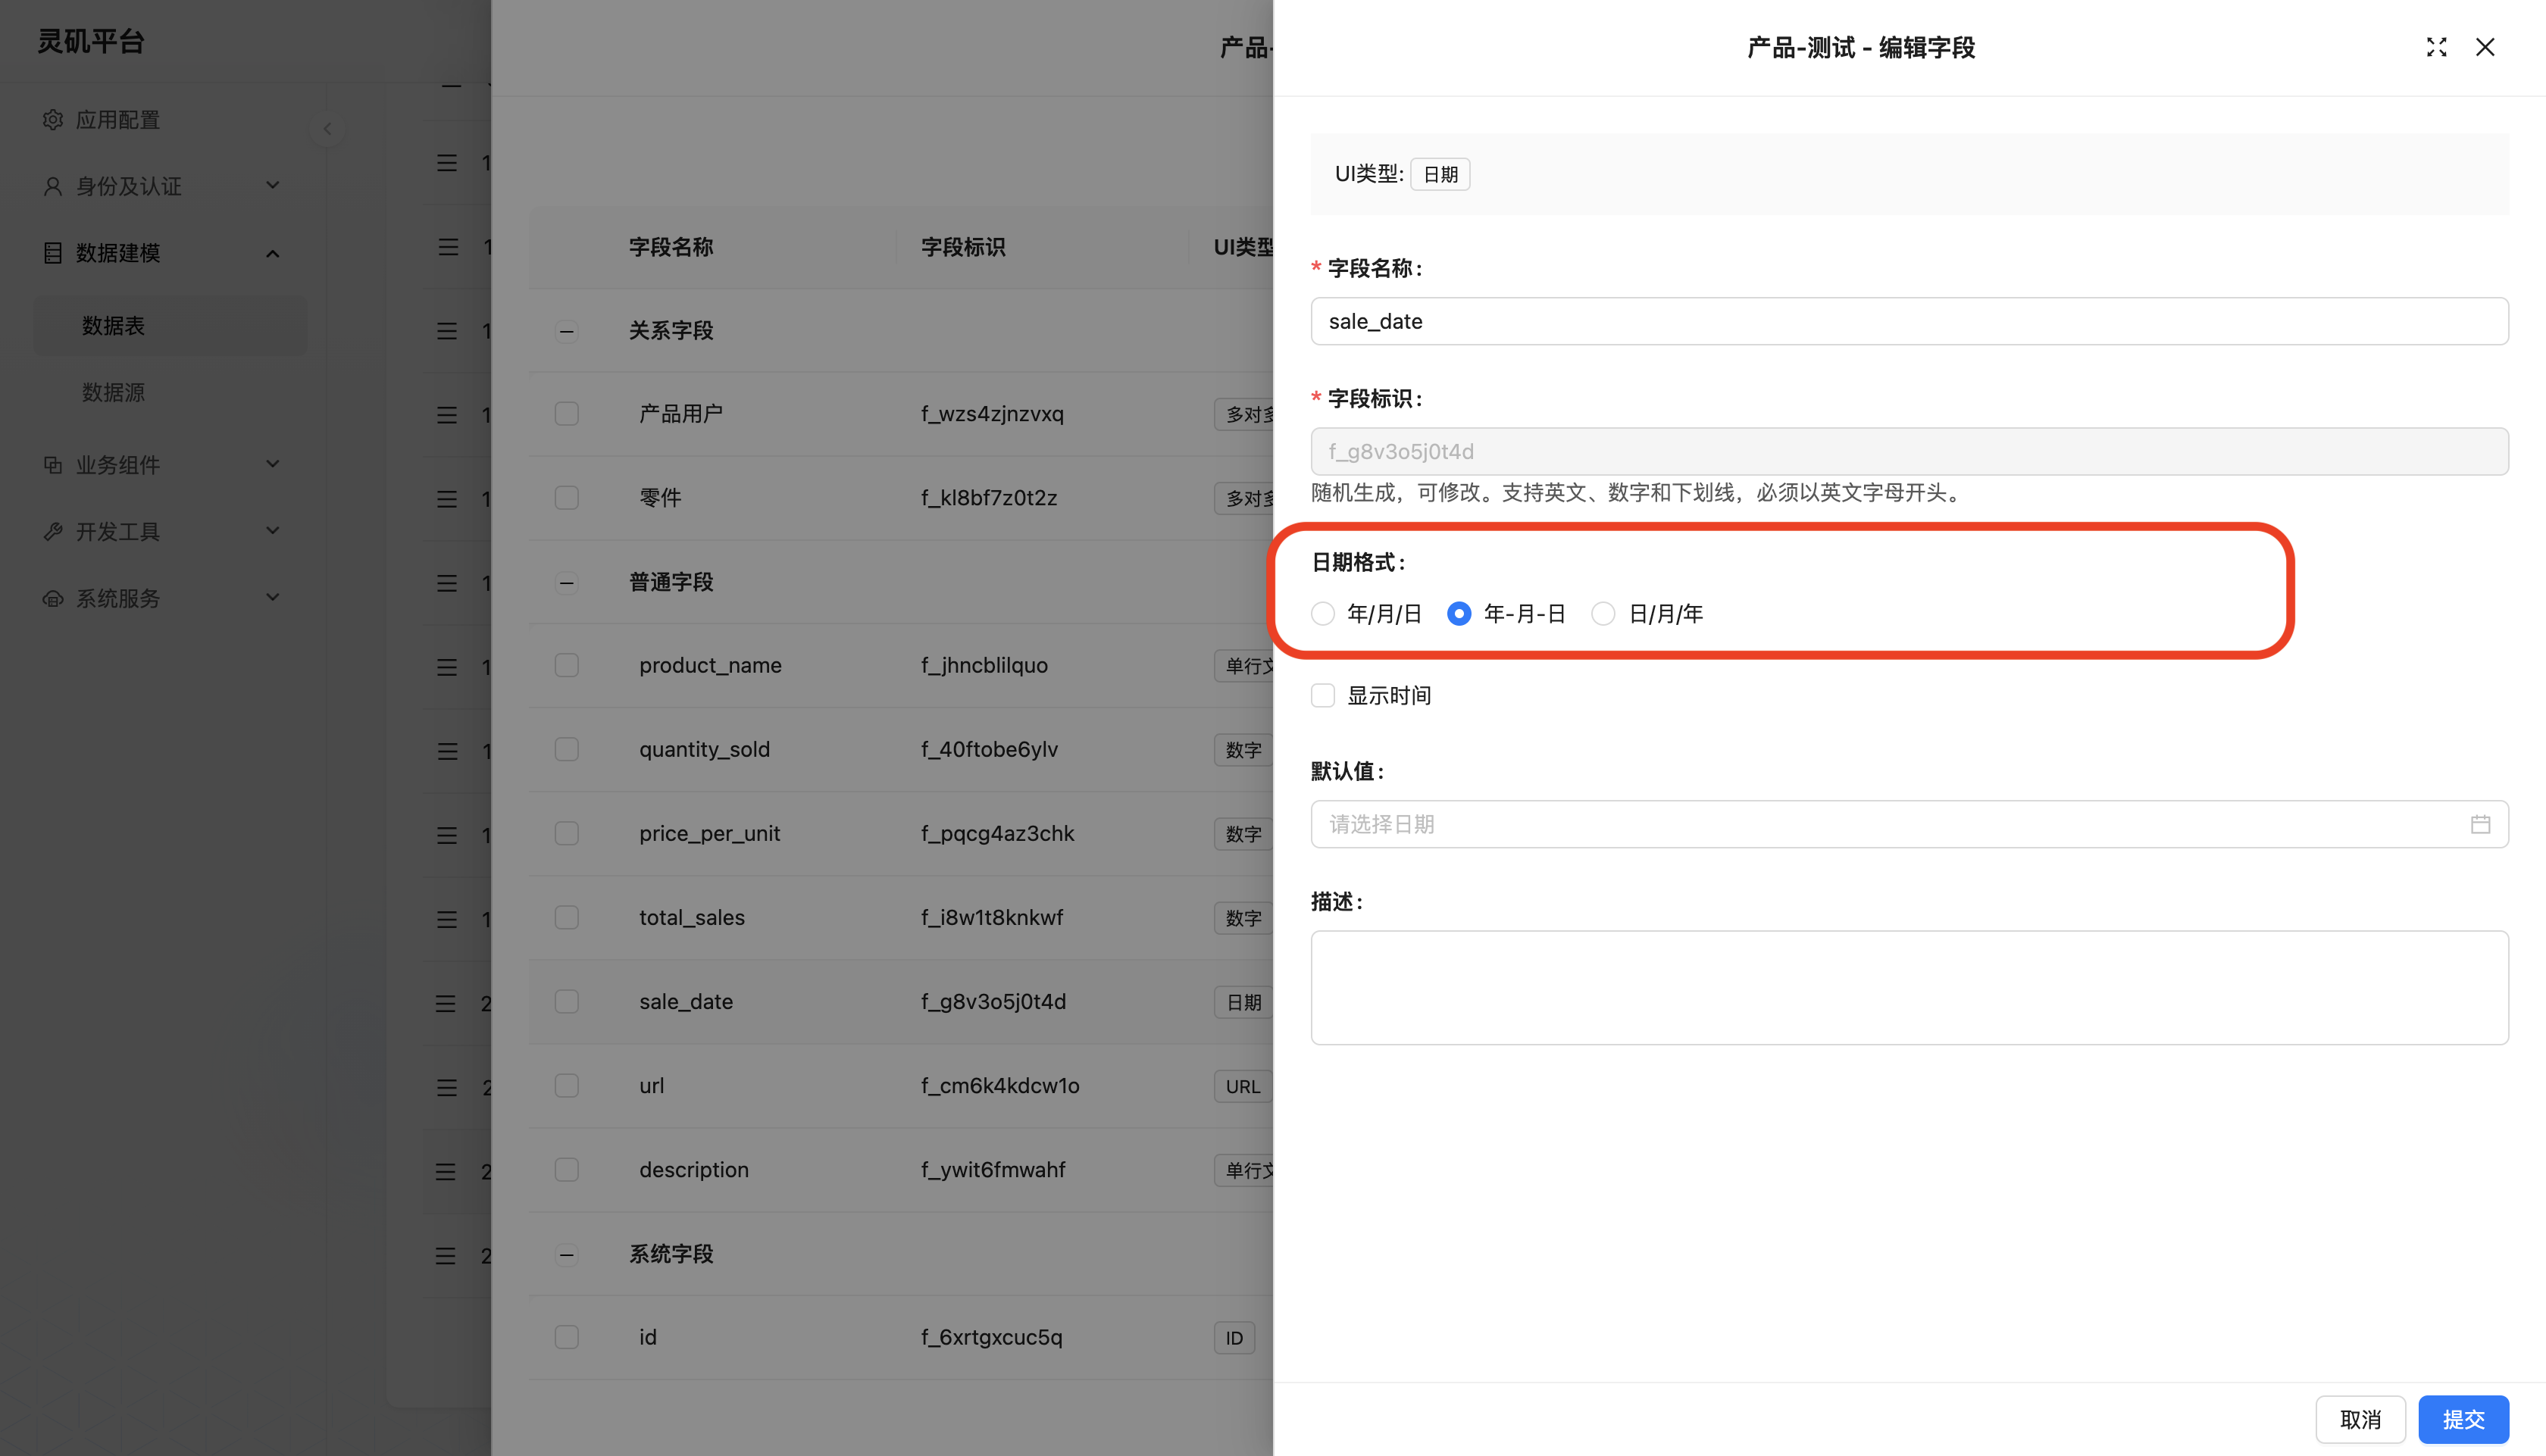 灵矶平台
应用配置
身份及认证
数据建模
数据表
数据源
业务组件
开发工具
系统服务
产品-
字段名称 字段标识 UI类型
关系字段
产品用户 f_wzs4zjnzvxq 多对多
零件 f_kl8bf7z0t2z 多对多
普通字段
product_name f_jhncblilquo 单行文
quantity_sold f_40ftobe6ylv 数字
price_per_unit f_pqcg4az3chk 数字
total_sales f_i8w1t8knkwf 数字
sale_date f_g8v3o5j0t4d 日期
url f_cm6k4kdcw1o URL
description f_ywit6fmwahf 单行文
系统字段
id f_6xrtgxcuc5q ID
产品-测试 - 编辑字段
UI类型: 日期
* 字段名称:
sale_date
* 字段标识:
f_g8v3o5j0t4d
随机生成，可修改。支持英文、数字和下划线，必须以英文字母开头。
日期格式:
年/月/日 年-月-日 日/月/年
显示时间
默认值:
请选择日期
描述:
取消 提交